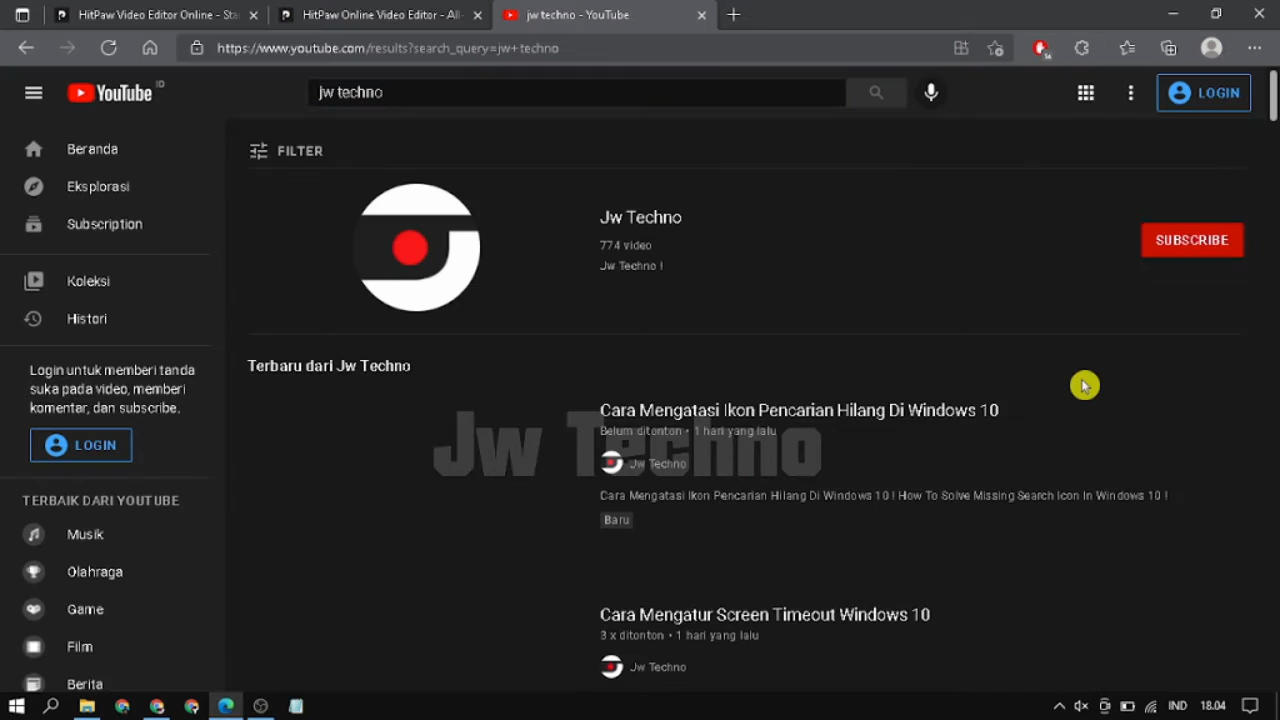 HitPaw Video Editor Online - Sta
HitPaw Online Video Editor - All
jw techno - YouTube
https://www.youtube.com/results?search_query=jw+techno
YouTube ID
jw techno
LOGIN
Beranda
Eksplorasi
Subscription
Koleksi
Histori
Login untuk memberi tanda
suka pada video, memberi
komentar, dan subscribe.
LOGIN
TERBAIK DARI YOUTUBE
Musik
Olahraga
Game
Film
Berita
FILTER
Jw Techno
774 video
Jw Techno !
SUBSCRIBE
Terbaru dari Jw Techno
Cara Mengatasi Ikon Pencarian Hilang Di Windows 10
Belum ditonton • 1 hari yang lalu
Jw Techno
Jw Techno
Cara Mengatasi Ikon Pencarian Hilang Di Windows 10 ! How To Solve Missing Search Icon In Windows 10 !
Baru
Cara Mengatur Screen Timeout Windows 10
3 x ditonton • 1 hari yang lalu
Jw Techno
IND
18.04